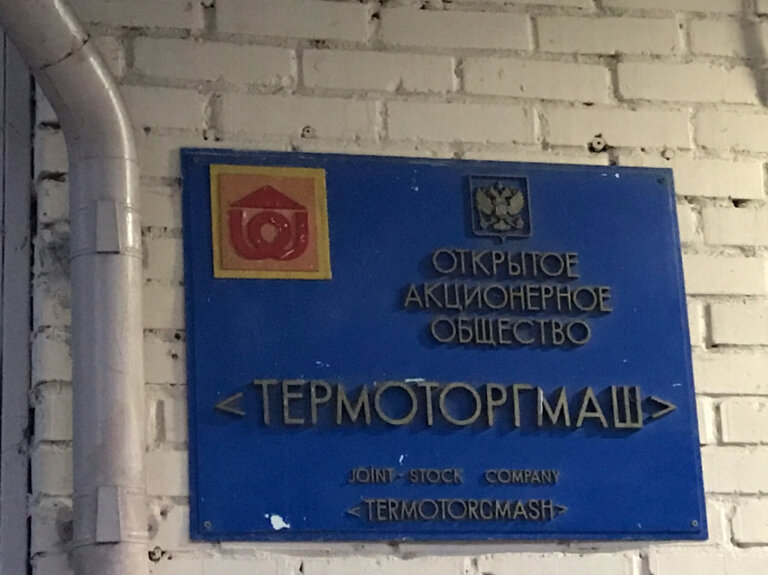 ОТКРЫТОЕ
АКЦИОНЕРНОЕ
ОБЩЕСТВО
<ТЕРМОТОРГМАШ>
JOINT-STOCK COMPANY
<TERMOTORGMASH>